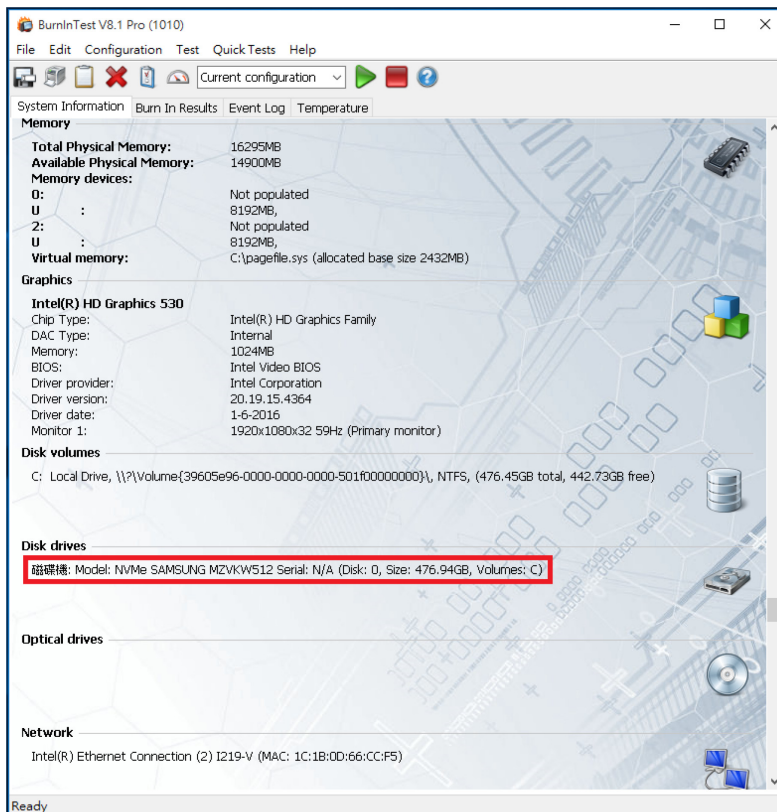 BurnInTest V8.1 Pro (1010)
File Edit Configuration Test Quick Tests Help
Current configuration
System Information Burn In Results Event Log Temperature
Memory
Total Physical Memory: 16295MB
Available Physical Memory: 14900MB
Memory devices:
0: Not populated
U : 8192MB,
2: Not populated
U : 8192MB,
Virtual memory: C:\pagefile.sys (allocated base size 2432MB)
Graphics
Intel(R) HD Graphics 530
Chip Type: Intel(R) HD Graphics Family
DAC Type: Internal
Memory: 1024MB
BIOS: Intel Video BIOS
Driver provider: Intel Corporation
Driver version: 20.19.15.4364
Driver date: 1-6-2016
Monitor 1: 1920x1080x32 59Hz (Primary monitor)
Disk volumes
C: Local Drive, \\?\Volume{39605e96-0000-0000-0000-501f00000000}\, NTFS, (476.45GB total, 442.73GB free)
Disk drives
磁碟機: Model: NVMe SAMSUNG MZVKW512 Serial: N/A (Disk: 0, Size: 476.94GB, Volumes: C)
Optical drives
Network
Intel(R) Ethernet Connection (2) I219-V (MAC: 1C:1B:0D:66:CC:F5)
Ready